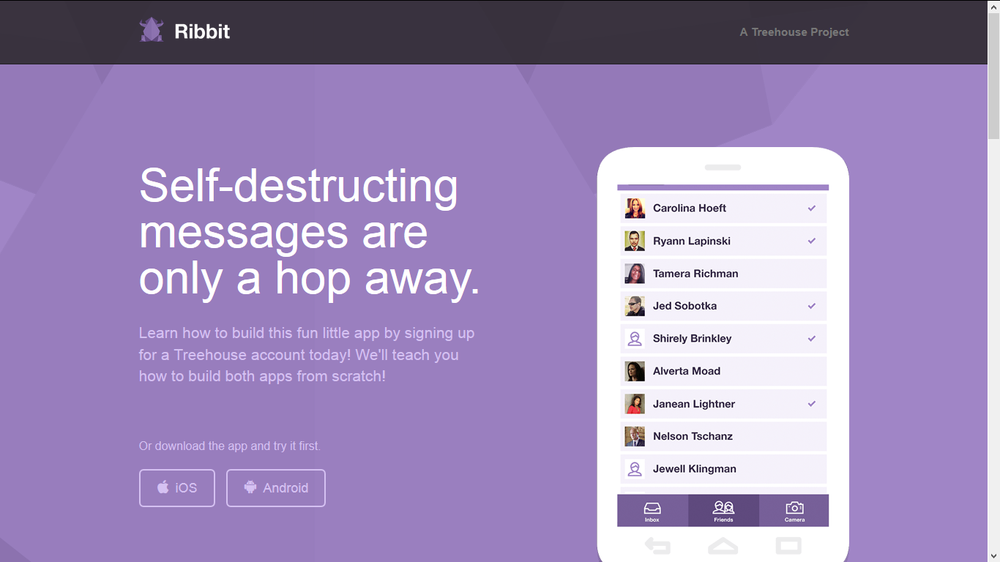 Ribbit
A Treehouse Project
Self-destructing
messages are
only a hop away.
Learn how to build this fun little app by signing up
for a Treehouse account today! We'll teach you
how to build both apps from scratch!
Or download the app and try it first.
iOS
Android
Carolina Hoeft
Ryann Lapinski
Tamera Richman
Jed Sobotka
Shirely Brinkley
Alverta Moad
Janean Lightner
Nelson Tschanz
Jewell Klingman
Inbox
Friends
Camera